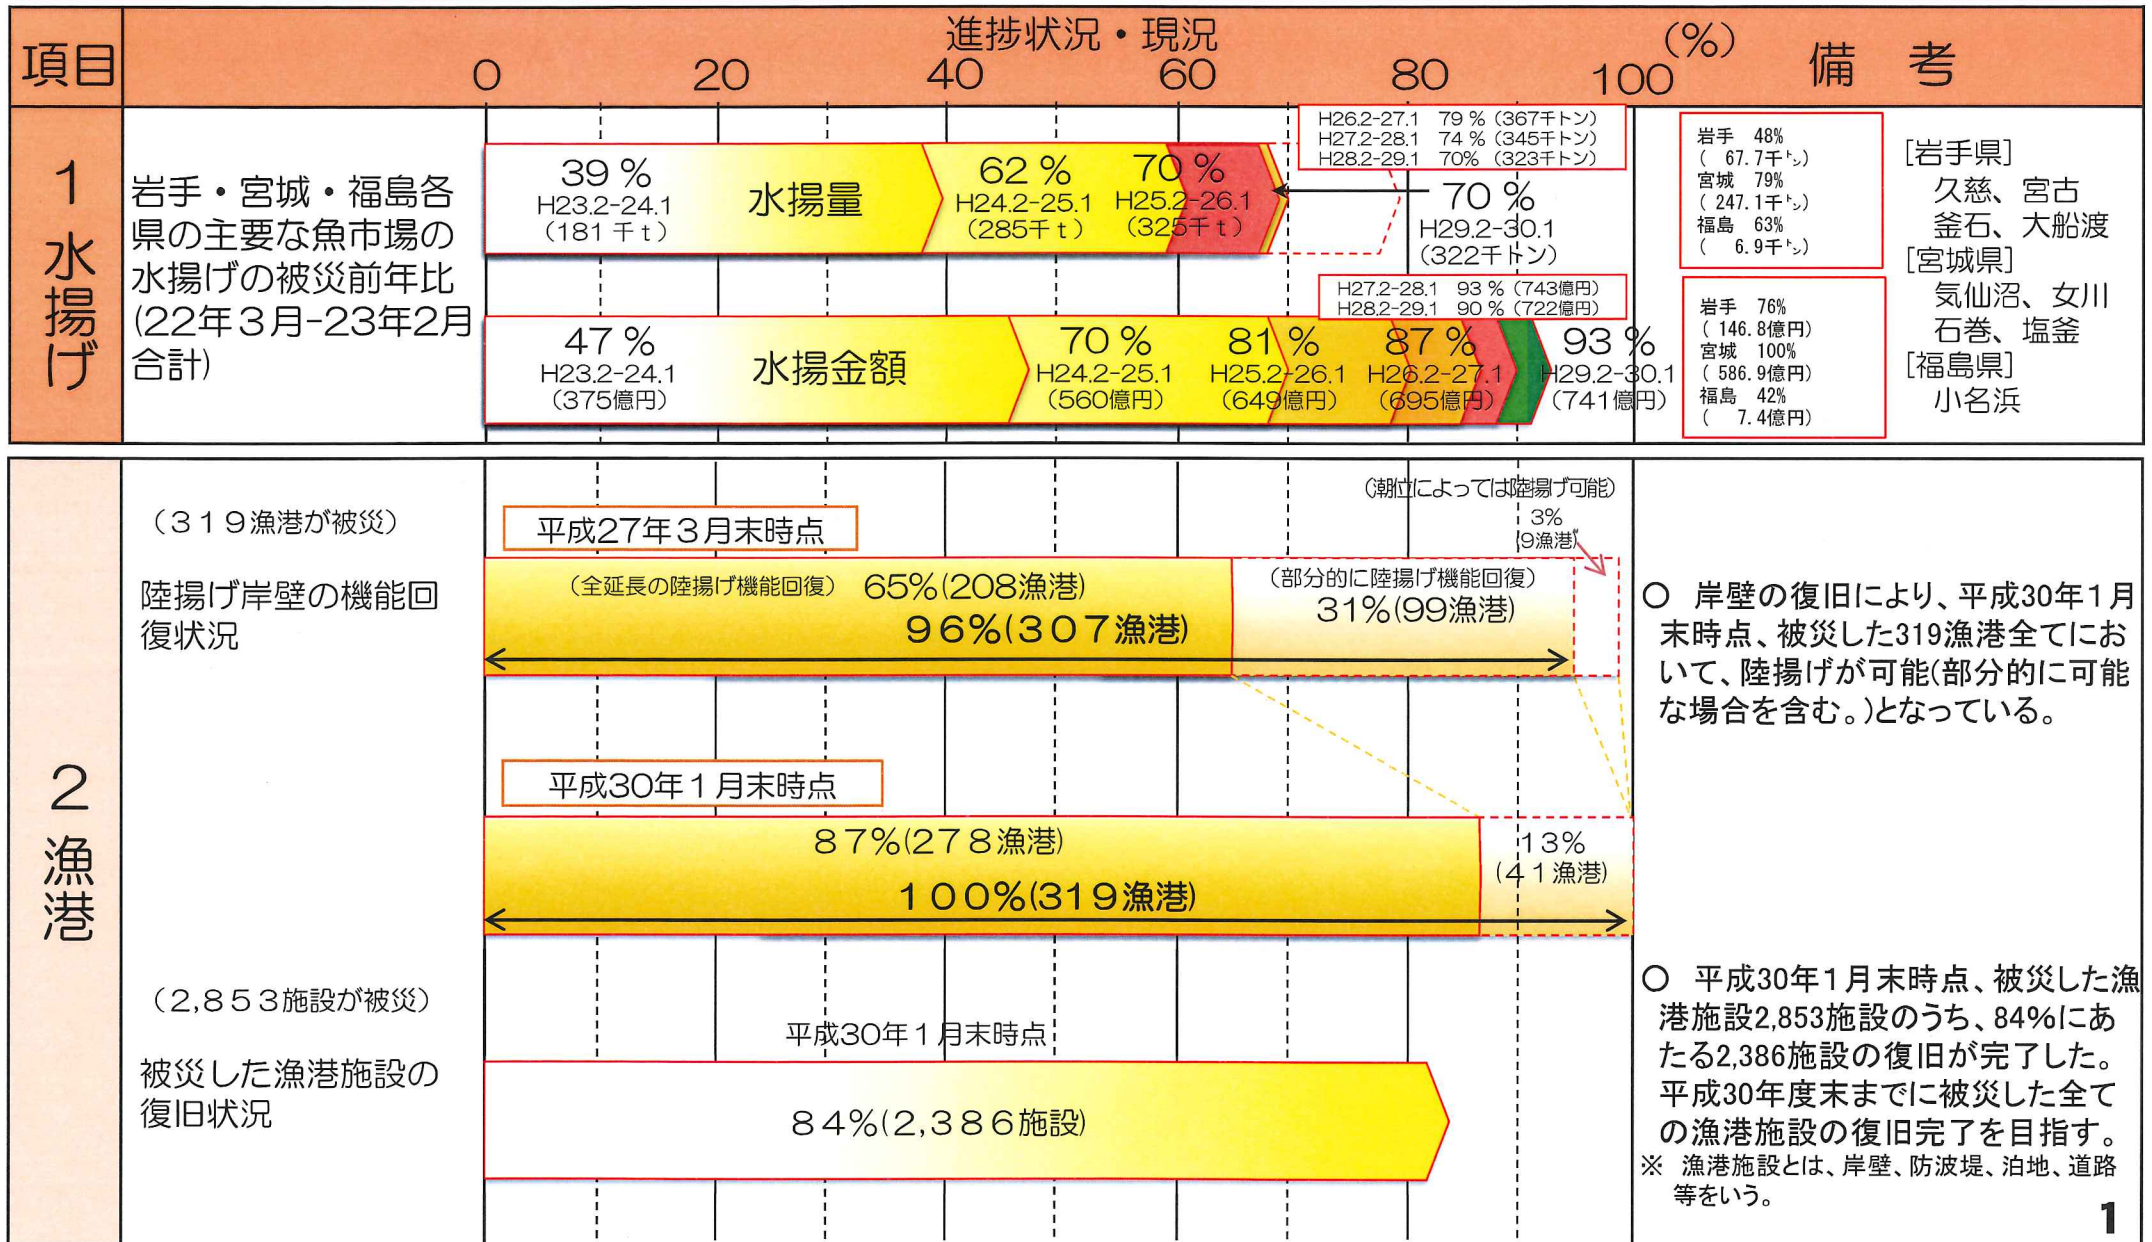 項目
進捗状況・現況
(%)
備 考
0 20 40 60 80 100
1 水揚げ
岩手・宮城・福島各
県の主要な魚市場の
水揚げの被災前年比
(22年3月-23年2月
合計)
39%
H23.2-24.1
(181千t)
水揚量
62%
H24.2-25.1
(285千t)
70%
H25.2-26.1
(325千t)
H26.2-27.1 79%(367千トン)
H27.2-28.1 74%(345千トン)
H28.2-29.1 70% (323千トン)
70%
H29.2-30.1
(322千トン)
47%
H23.2-24.1
(375億円)
水揚金額
70%
H24.2-25.1
(560億円)
81%
H25.2-26.1
(649億円)
87%
H26.2-27.1
(695億円)
H27.2-28.1 93%(743億円)
H28.2-29.1 90%(722億円)
93%
H29.2-30.1
(741億円)
岩手 48%
( 67.7千トン)
宮城 79%
( 247.1千トン)
福島 63%
( 6.9千トン)
岩手 76%
( 146.8億円)
宮城 100%
( 586.9億円)
福島 42%
( 7.4億円)
[岩手県]
久慈、宮古
釜石、大船渡
[宮城県]
気仙沼、女川
石巻、塩釜
[福島県]
小名浜
2 漁港
(319漁港が被災)
陸揚げ岸壁の機能回
復状況
平成27年3月末時点
(全延長の陸揚げ機能回復) 65%(208漁港)
96%(307漁港)
(部分的に陸揚げ機能回復)
31%(99漁港)
(潮位によっては陸揚げ可能)
3%
(9漁港)
平成30年1月末時点
87%(278漁港)
100%(319漁港)
13%
(41漁港)
○ 岸壁の復旧により、平成30年1月
末時点、被災した319漁港全てにお
いて、陸揚げが可能(部分的に可能
な場合を含む。)となっている。
(2,853施設が被災)
被災した漁港施設の
復旧状況
平成30年1月末時点
84%(2,386施設)
○ 平成30年1月末時点、被災した漁
港施設2,853施設のうち、84%にあ
たる2,386施設の復旧が完了した。
平成30年度末までに被災した全て
の漁港施設の復旧完了を目指す。
※ 漁港施設とは、岸壁、防波堤、泊地、道路
等をいう。
1